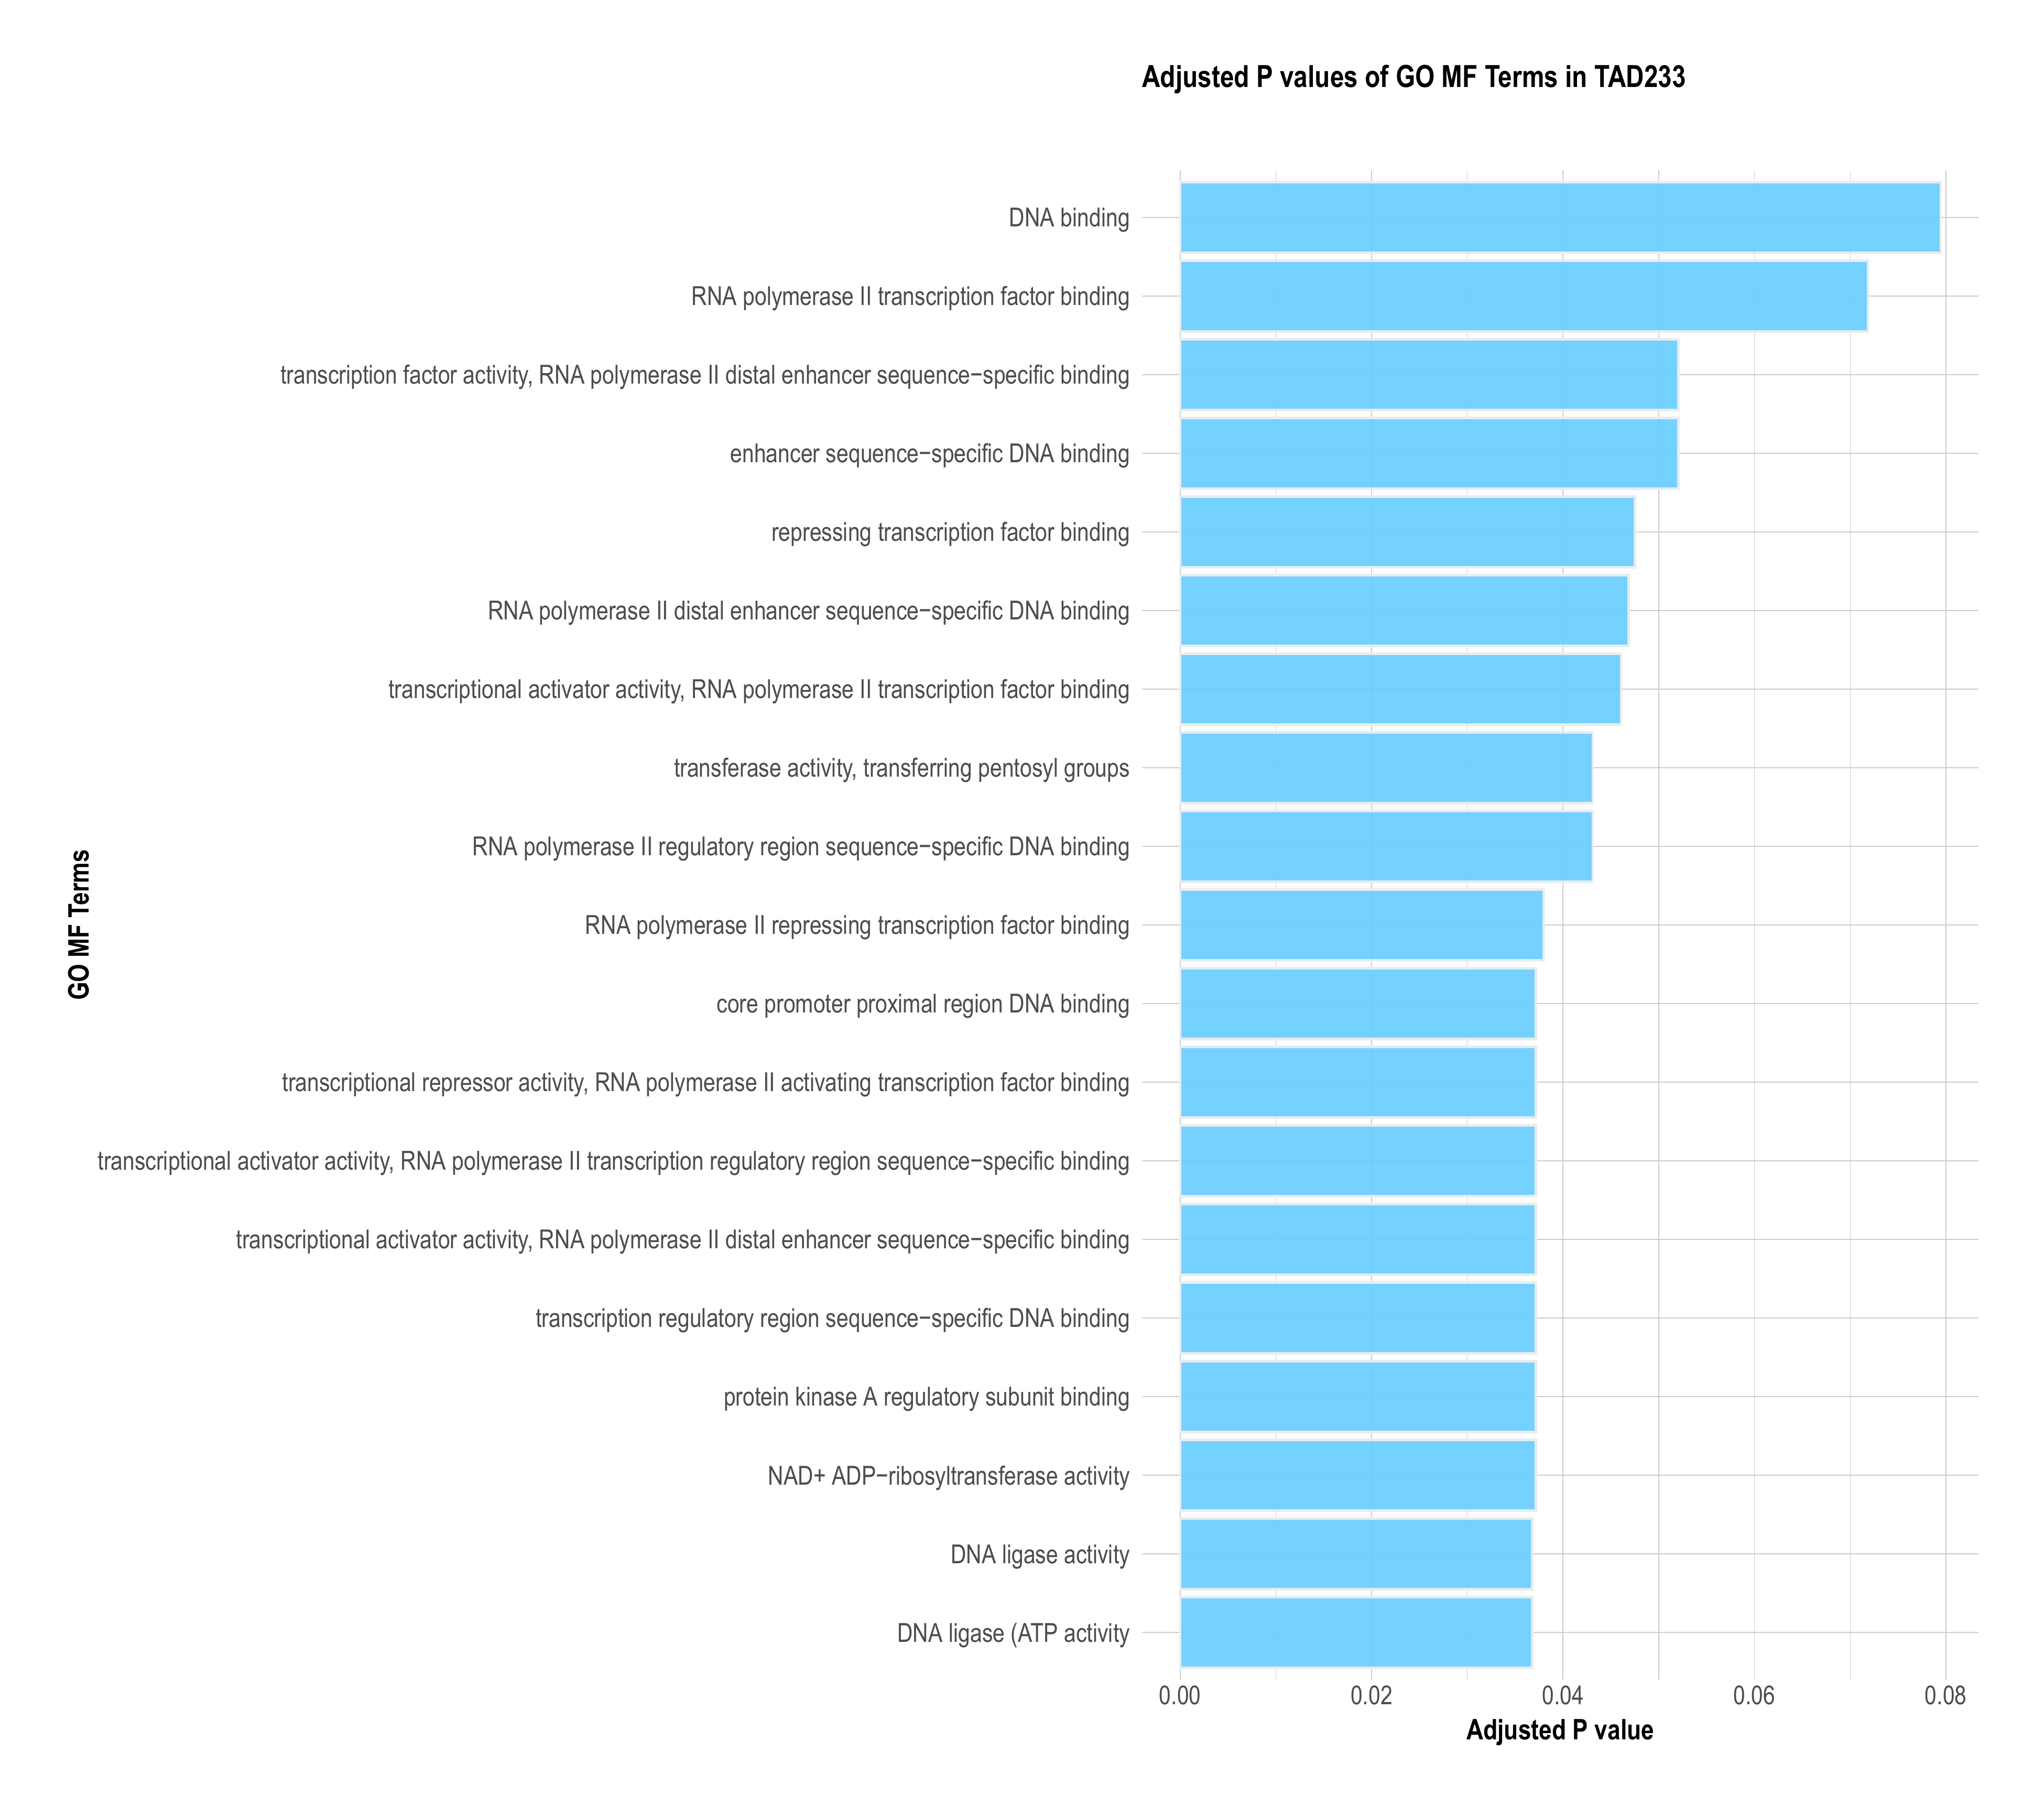 Adjusted P values of GO MF Terms in TAD233
DNA binding
RNA polymerase II transcription factor binding
transcription factor activity, RNA polymerase II distal enhancer sequence−specific binding
enhancer sequence−specific DNA binding
repressing transcription factor binding
RNA polymerase II distal enhancer sequence−specific DNA binding
transcriptional activator activity, RNA polymerase II transcription factor binding
transferase activity, transferring pentosyl groups
RNA polymerase II regulatory region sequence−specific DNA binding
RNA polymerase II repressing transcription factor binding
core promoter proximal region DNA binding
transcriptional repressor activity, RNA polymerase II activating transcription factor binding
transcriptional activator activity, RNA polymerase II transcription regulatory region sequence−specific binding
transcriptional activator activity, RNA polymerase II distal enhancer sequence−specific binding
transcription regulatory region sequence−specific DNA binding
protein kinase A regulatory subunit binding
NAD+ ADP−ribosyltransferase activity
DNA ligase activity
DNA ligase (ATP activity
GO MF Terms
0.00 0.02 0.04 0.06 0.08
Adjusted P value